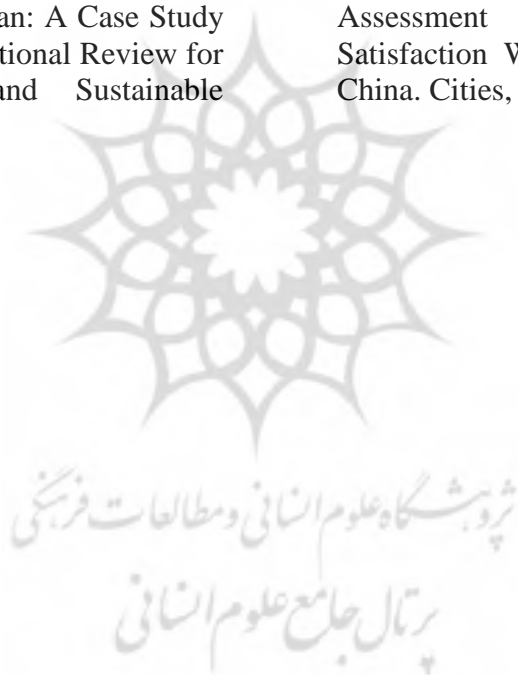 an: A Case Study
tional Review for
and Sustainable
Assessment
Satisfaction W
China. Cities,
پژوهشگاه علوم انسانی و مطالعات فرهنگی
پرتال جامع علوم انسانی